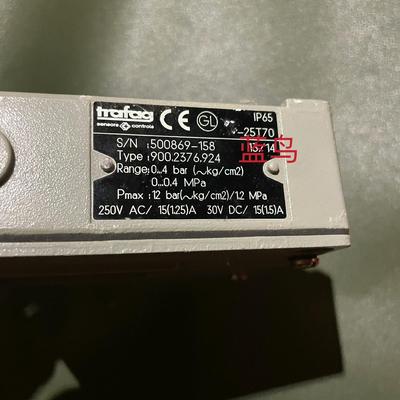 trafag CE GL IP65
sensors controls -25T70
S/N :500869-158 13/14
Type :900.2376.924
蓝鸟
Range: 0...4 bar (~kg/cm2)
0...0.4 MPa
Pmax : 12 bar(~kg/cm2)/1.2 MPa
250V AC/ 15(1.25)A 30V DC/ 15(1.5)A